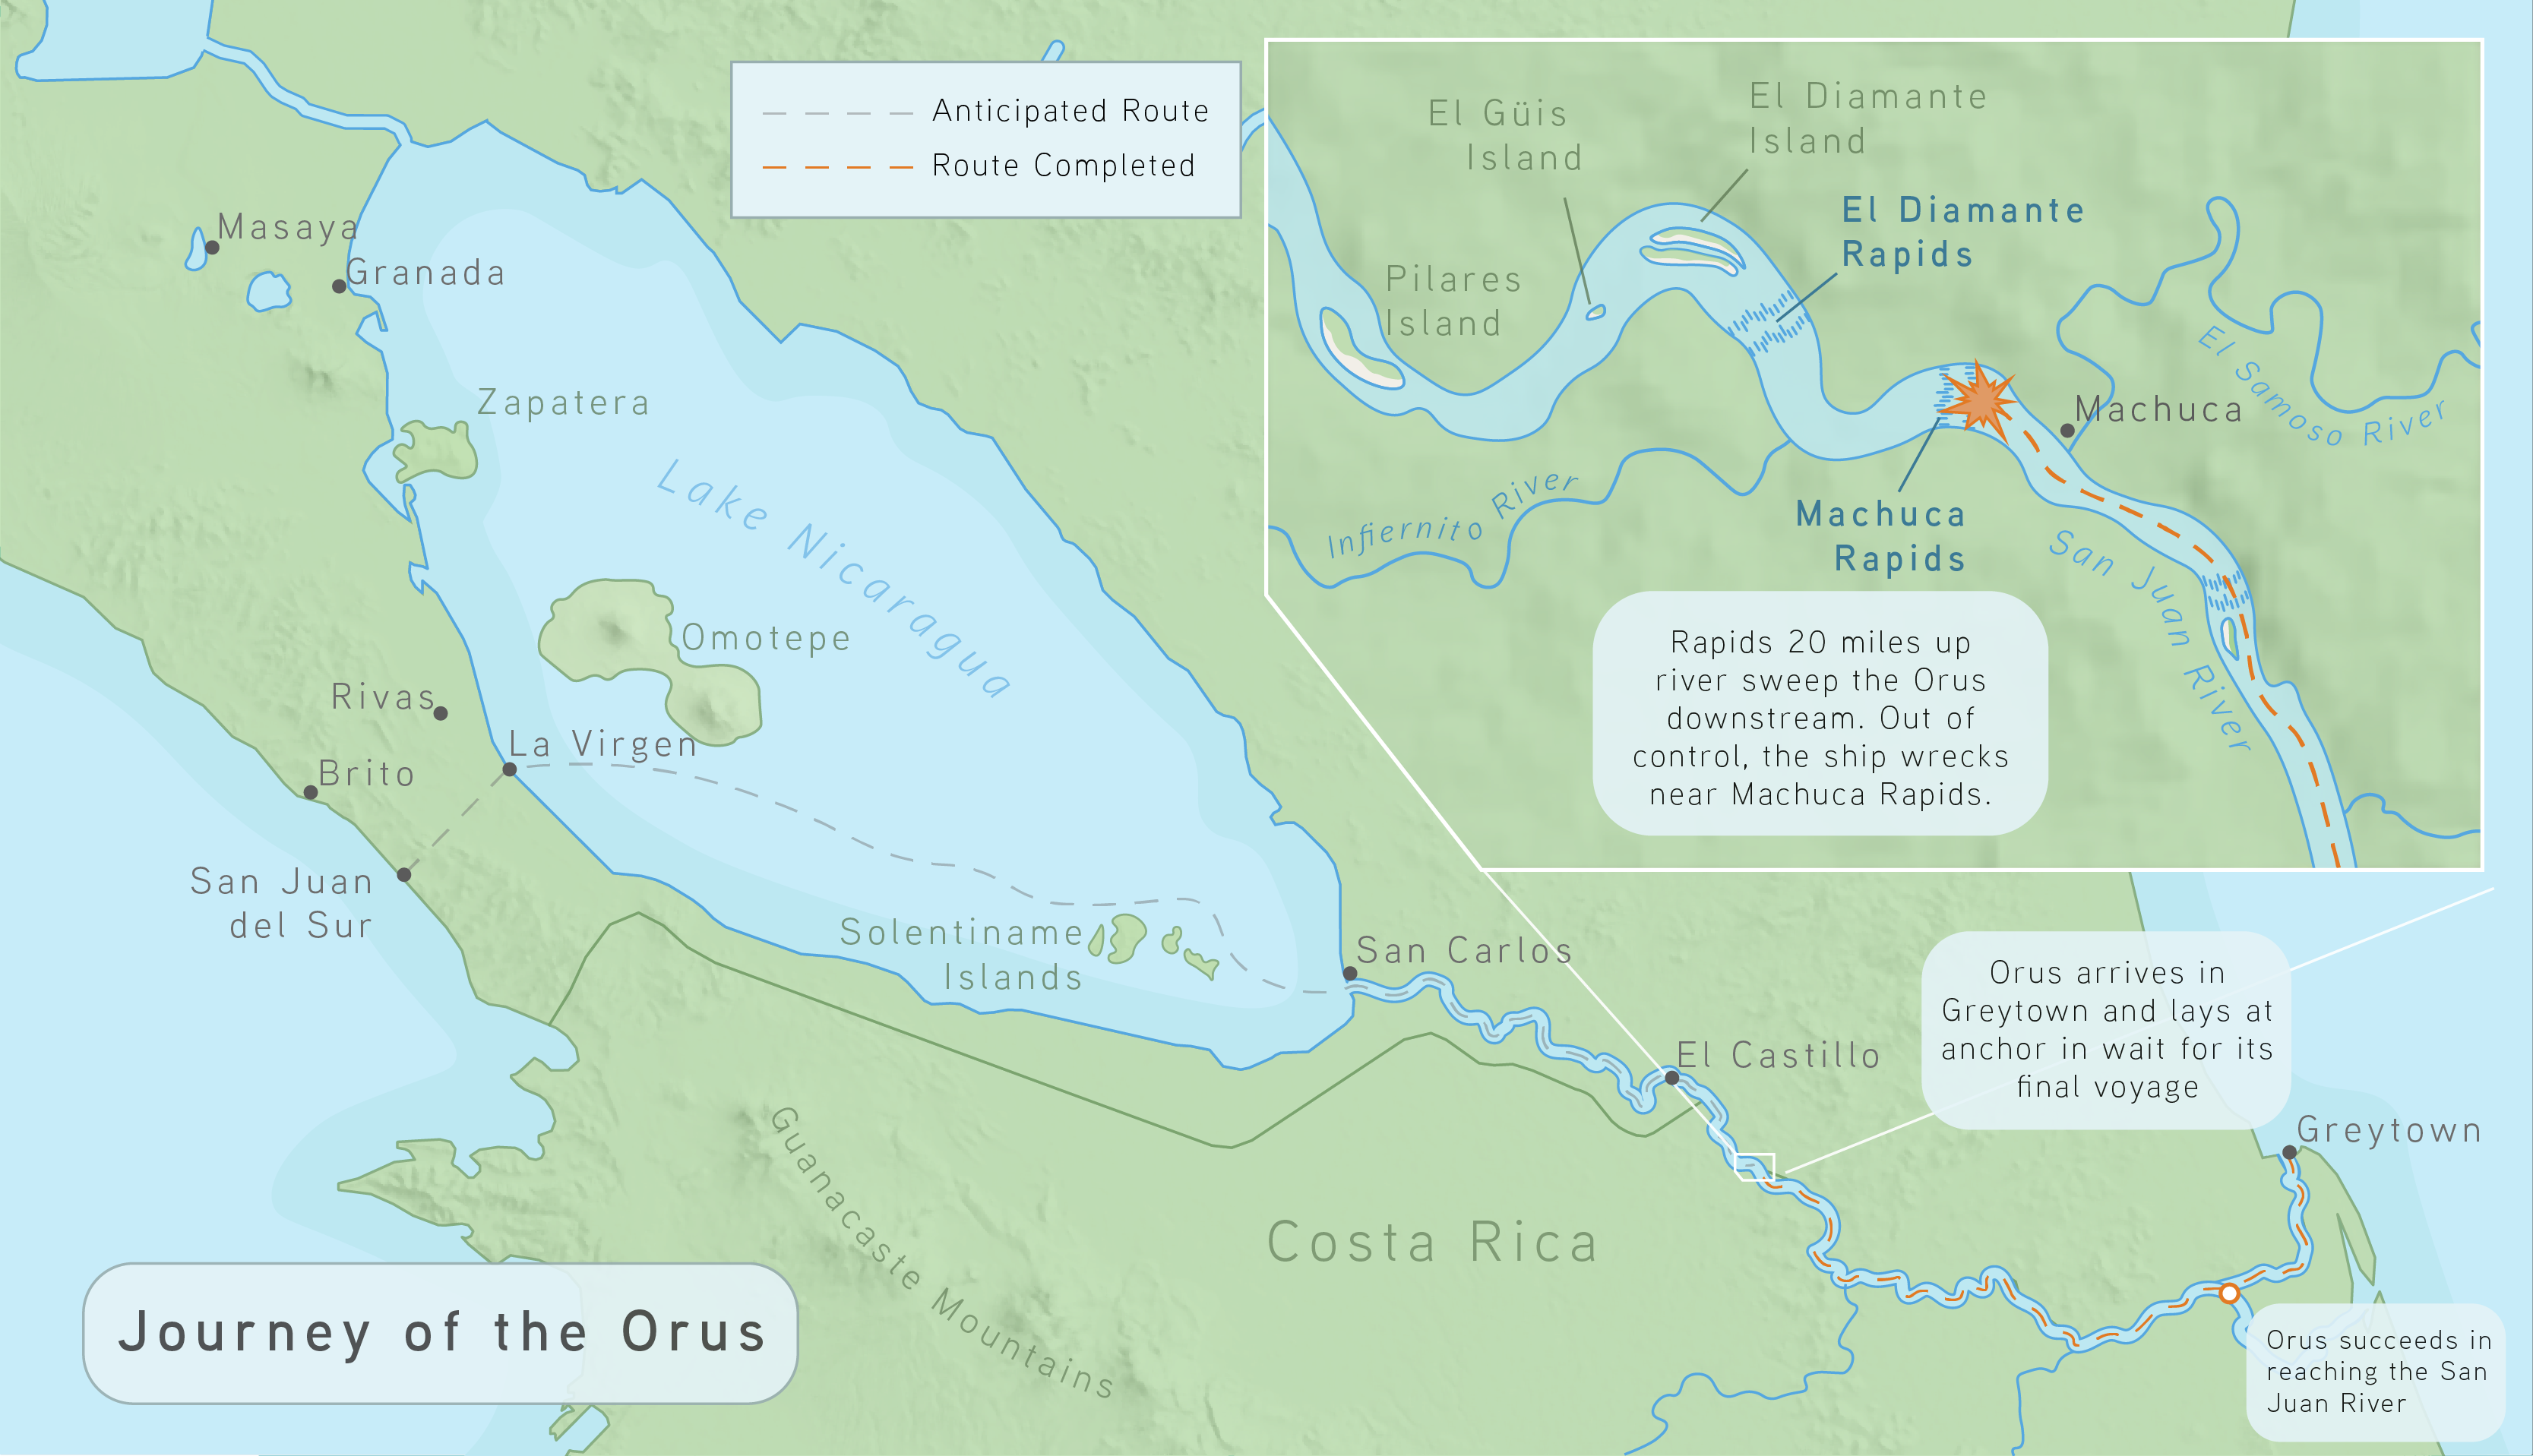 Anticipated Route
Route Completed
Masaya
Granada
Zapatera
Lake Nicaragua
Omotepe
Rivas
La Virgen
Brito
San Juan
del Sur
Solentiname
Islands
San Carlos
El Castillo
Costa Rica
Guanacaste Mountains
Greytown
El Güis
Island
El Diamante
Island
El Diamante
Rapids
Pilares
Island
Machuca
El Samoso River
Infiernito River
Machuca
Rapids
San Juan River
Rapids 20 miles up
river sweep the Orus
downstream. Out of
control, the ship wrecks
near Machuca Rapids.
Orus arrives in
Greytown and lays at
anchor in wait for its
final voyage
Orus succeeds in
reaching the San
Juan River
Journey of the Orus